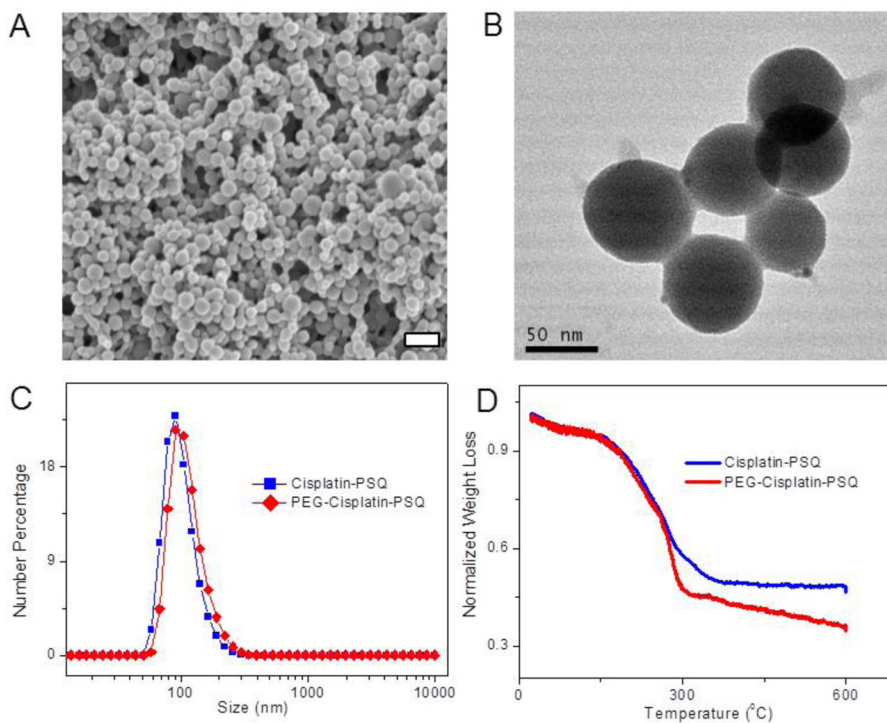 A
B
50 nm
C
Number Percentage
18
9
0
Cisplatin-PSQ
PEG-Cisplatin-PSQ
100
1000
10000
Size (nm)
D
Normalized Weight Loss
0.9
0.6
0.3
Cisplatin-PSQ
PEG-Cisplatin-PSQ
0
300
600
Temperature (°C)